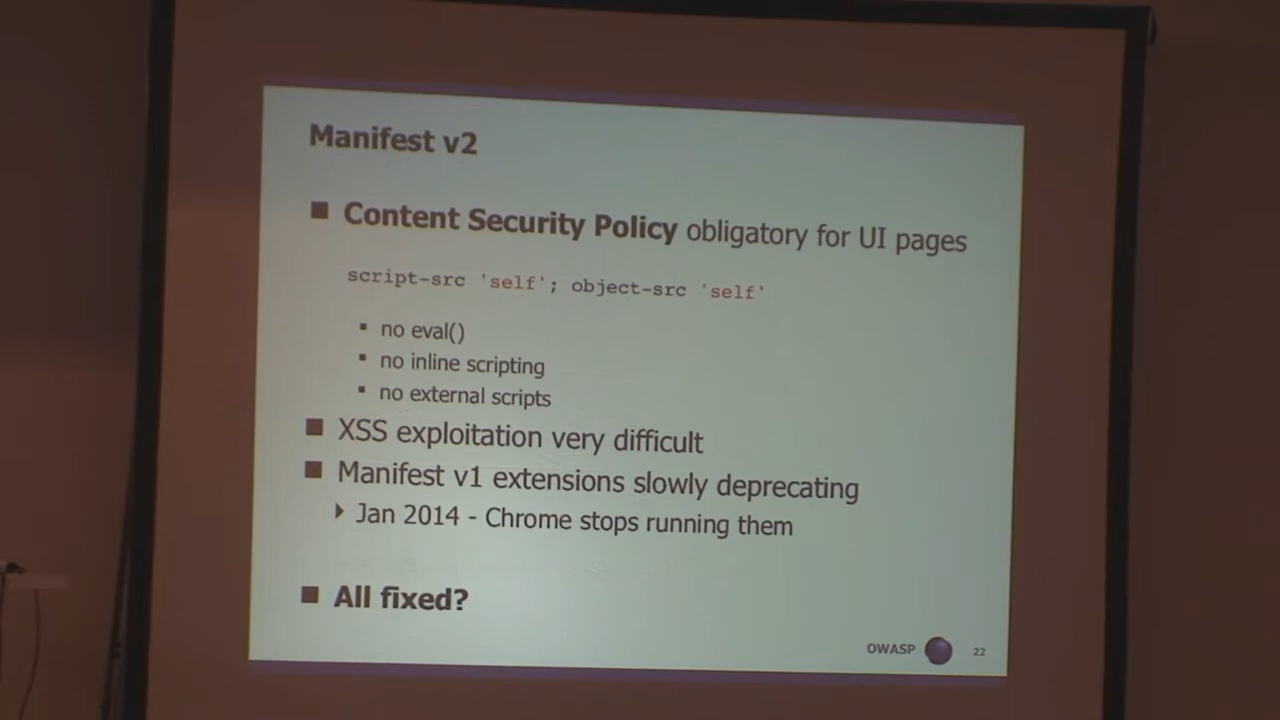 Manifest v2
■ Content Security Policy obligatory for UI pages
script-src 'self'; object-src 'self'
▪ no eval()
▪ no inline scripting
▪ no external scripts
■ XSS exploitation very difficult
■ Manifest v1 extensions slowly deprecating
▸ Jan 2014 - Chrome stops running them
■ All fixed?
OWASP 22